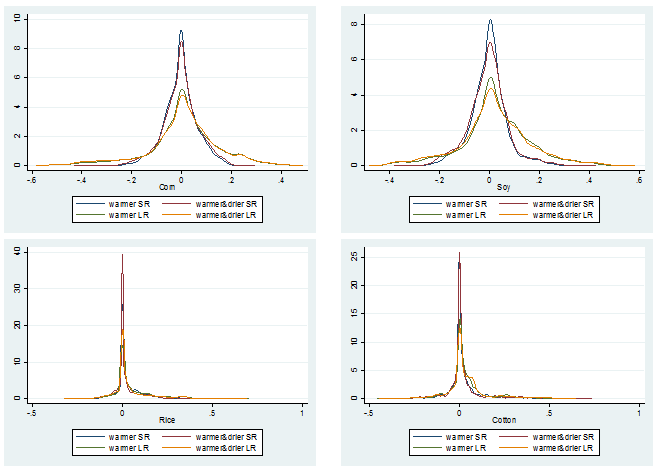 10
8
6
4
2
0
-.6 -.4 -.2 0 .2 .4
Corn
warmer SR warmer&drier SR
warmer LR warmer&drier LR
8
6
4
2
0
-.4 -.2 0 .2 .4 .6
Soy
warmer SR warmer&drier SR
warmer LR warmer&drier LR
40
30
20
10
0
-.5 0 .5 1
Rice
warmer SR warmer&drier SR
warmer LR warmer&drier LR
25
20
15
10
5
0
-.5 0 .5 1
Cotton
warmer SR warmer&drier SR
warmer LR warmer&drier LR